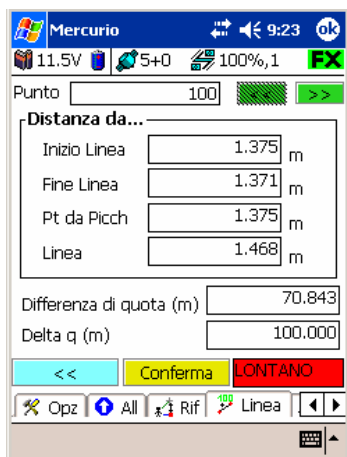 Mercurio 9:23 ok
11.5V 5+0 100%,1 FX
Punto 100 << >>
Distanza da...
Inizio Linea 1.375 m
Fine Linea 1.371 m
Pt da Picch 1.375 m
Linea 1.468 m
Differenza di quota (m) 70.843
Delta q (m) 100.000
<< Conferma LONTANO
Opz All Rif 100 Linea